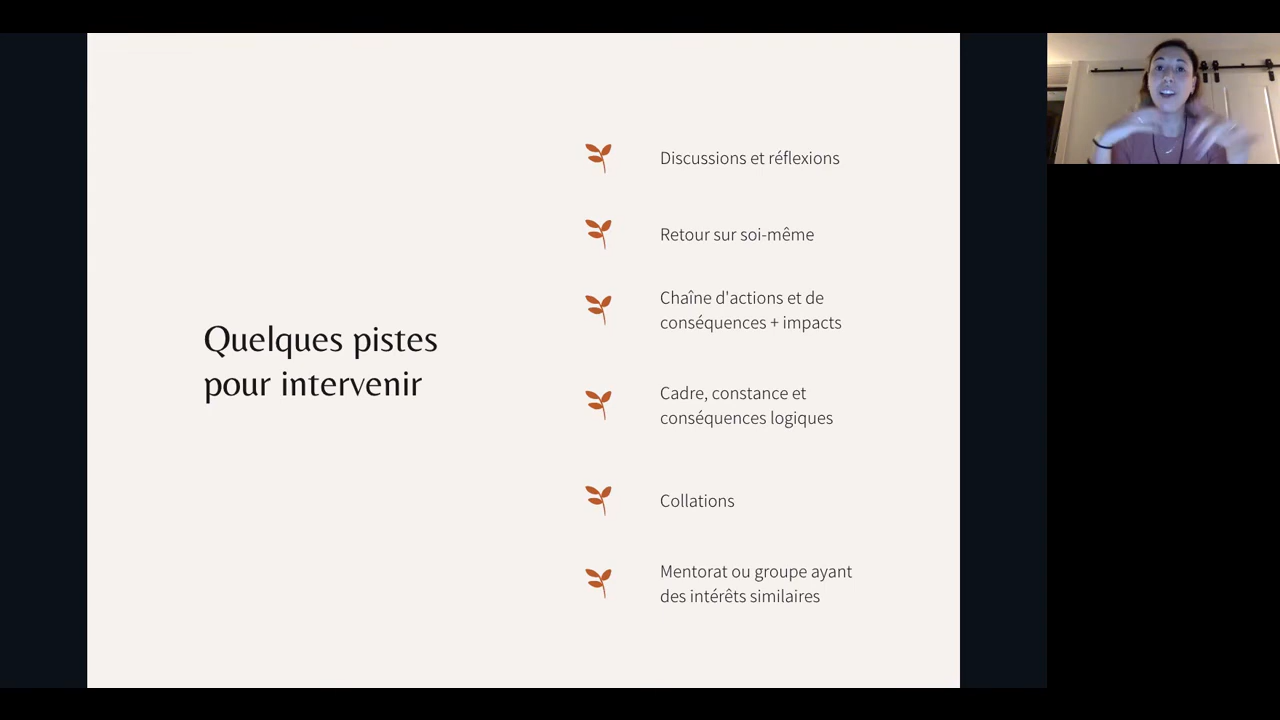 Quelques pistes
pour intervenir
Discussions et réflexions
Retour sur soi-même
Chaîne d'actions et de
conséquences + impacts
Cadre, constance et
conséquences logiques
Collations
Mentorat ou groupe ayant
des intérêts similaires